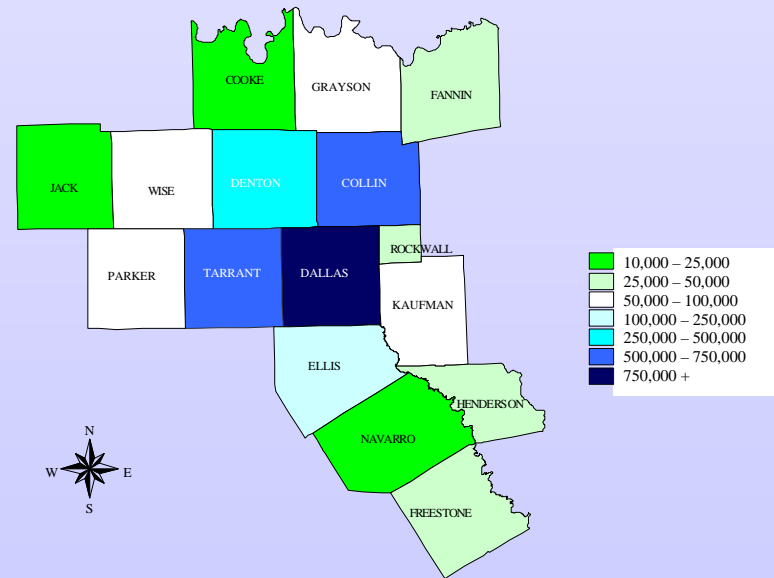 COOKE
GRAYSON
FANNIN
JACK
WISE
DENTON
COLLIN
ROCKWALL
PARKER
TARRANT
DALLAS
KAUFMAN
ELLIS
HENDERSON
NAVARRO
FREESTONE
10,000 – 25,000
25,000 – 50,000
50,000 – 100,000
100,000 – 250,000
250,000 – 500,000
500,000 – 750,000
750,000 +
N
W E
S